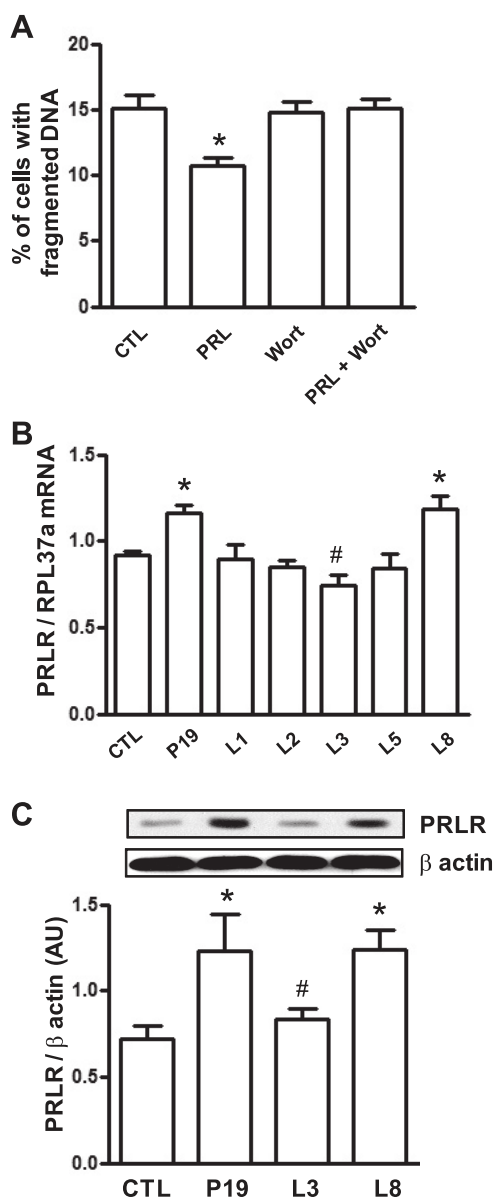 A
% of cells with
fragmented DNA
20
15
10
5
0
*
CTL
PRL
Wort
PRL + Wort
B
PRLR / RPL37a mRNA
1.5
1.0
0.5
0.0
*
#
*
CTL
P19
L1
L2
L3
L5
L8
C
PRLR
β actin
PRLR / β actin (AU)
1.5
1.0
0.5
0.0
*
#
*
CTL
P19
L3
L8